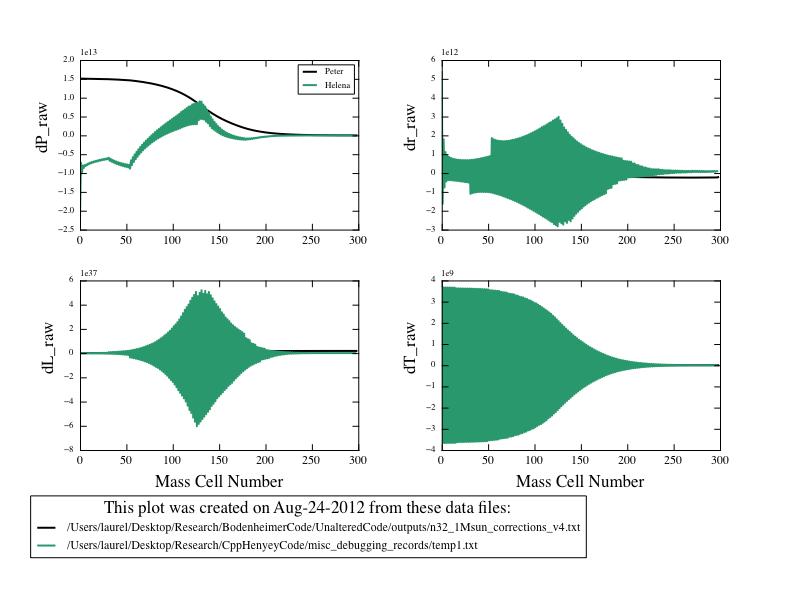 1e13
2.0
1.5
1.0
0.5
0.0
−0.5
−1.0
−1.5
−2.0
−2.5
dP_raw
Peter
Helena
0 50 100 150 200 250 300
1e12
6
5
4
3
2
1
0
−1
−2
−3
dr_raw
0 50 100 150 200 250 300
1e37
6
4
2
0
−2
−4
−6
−8
dL_raw
0 50 100 150 200 250 300
Mass Cell Number
1e9
4
3
2
1
0
−1
−2
−3
−4
dT_raw
0 50 100 150 200 250 300
Mass Cell Number
This plot was created on Aug-24-2012 from these data files:
/Users/laurel/Desktop/Research/BodenheimerCode/UnalteredCode/outputs/n32_1Msun_corrections_v4.txt
/Users/laurel/Desktop/Research/CppHenyeyCode/misc_debugging_records/temp1.txt